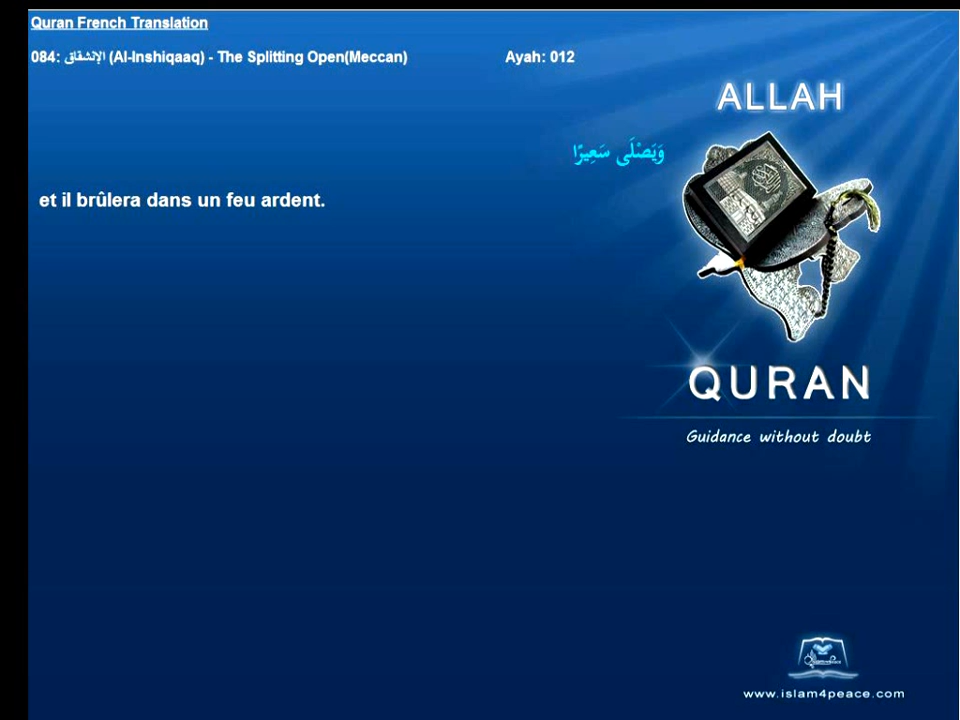 Quran French Translation
084: الإنشقاق (Al-Inshiqaaq) - The Splitting Open(Meccan) Ayah: 012
ALLAH
وَيَصْلَى سَعِيرًا
et il brûlera dans un feu ardent.
QURAN
Guidance without doubt
www.islam4peace.com